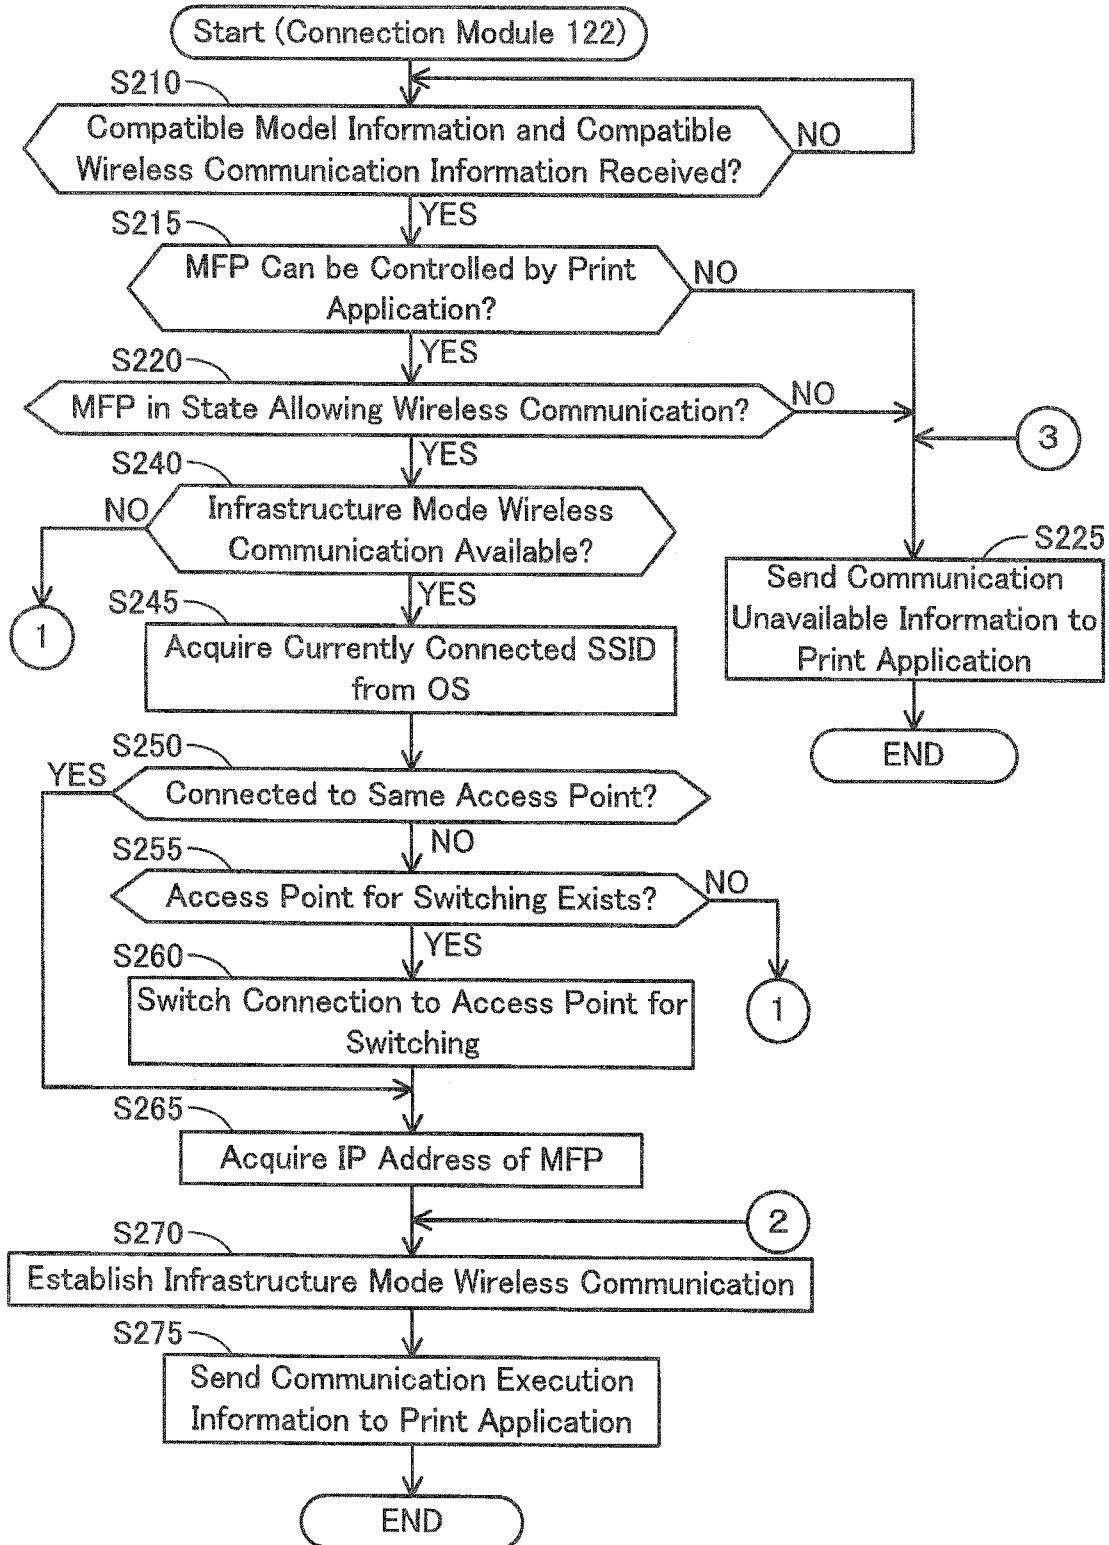 Start (Connection Module 122)
S210
Compatible Model Information and Compatible
Wireless Communication Information Received?
NO
YES
S215
MFP Can be Controlled by Print
Application?
NO
YES
S220
MFP in State Allowing Wireless Communication?
NO
YES
3
S240
NO
Infrastructure Mode Wireless
Communication Available?
YES
1
S225
Send Communication
Unavailable Information to
Print Application
END
S245
Acquire Currently Connected SSID
from OS
S250
YES
Connected to Same Access Point?
NO
S255
Access Point for Switching Exists?
NO
YES
1
S260
Switch Connection to Access Point for
Switching
S265
Acquire IP Address of MFP
2
S270
Establish Infrastructure Mode Wireless Communication
S275
Send Communication Execution
Information to Print Application
END